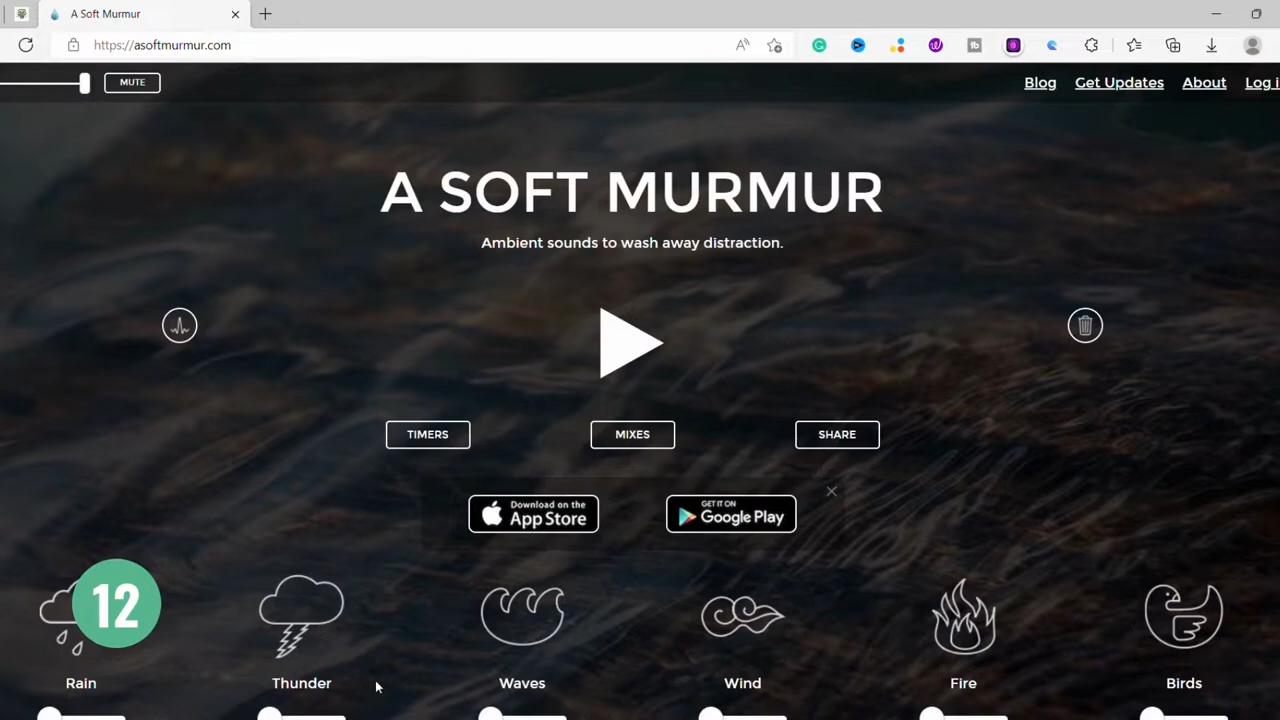 A Soft Murmur
https://asoftmurmur.com
MUTE
Blog Get Updates About Log i
A SOFT MURMUR
Ambient sounds to wash away distraction.
TIMERS MIXES SHARE
Download on the
App Store
GET IT ON
Google Play
12
Rain Thunder Waves Wind Fire Birds